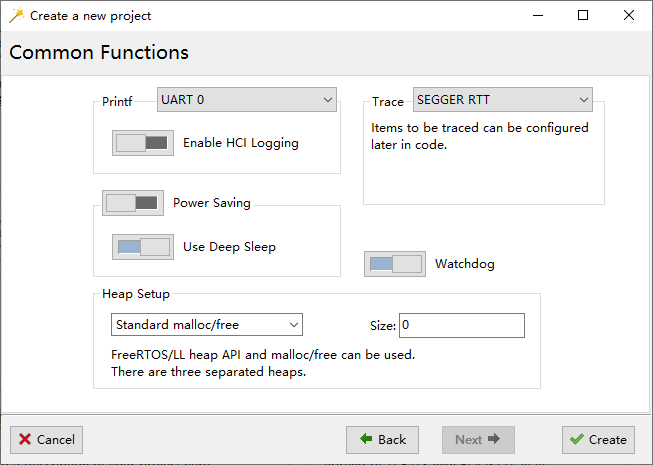 Create a new project
Common Functions
Printf
UART 0
Trace
SEGGER RTT
Enable HCI Logging
Items to be traced can be configured
later in code.
Power Saving
Use Deep Sleep
Watchdog
Heap Setup
Standard malloc/free
Size:
0
FreeRTOS/LL heap API and malloc/free can be used.
There are three separated heaps.
Cancel
Back
Next
Create